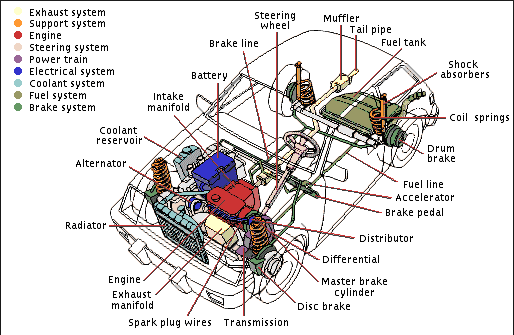 Exhaust system
Support system
Engine
Steering system
Power train
Electrical system
Coolant system
Fuel system
Brake system
Steering
wheel
Muffler
Tail pipe
Fuel tank
Brake line
Shock
absorbers
Battery
Intake
manifold
Coil springs
Coolant
reservoir
Drum
brake
Alternator
Fuel line
Accelerator
Brake pedal
Radiator
Distributor
Differential
Engine
Exhaust
manifold
Master brake
cylinder
Disc brake
Spark plug wires
Transmission